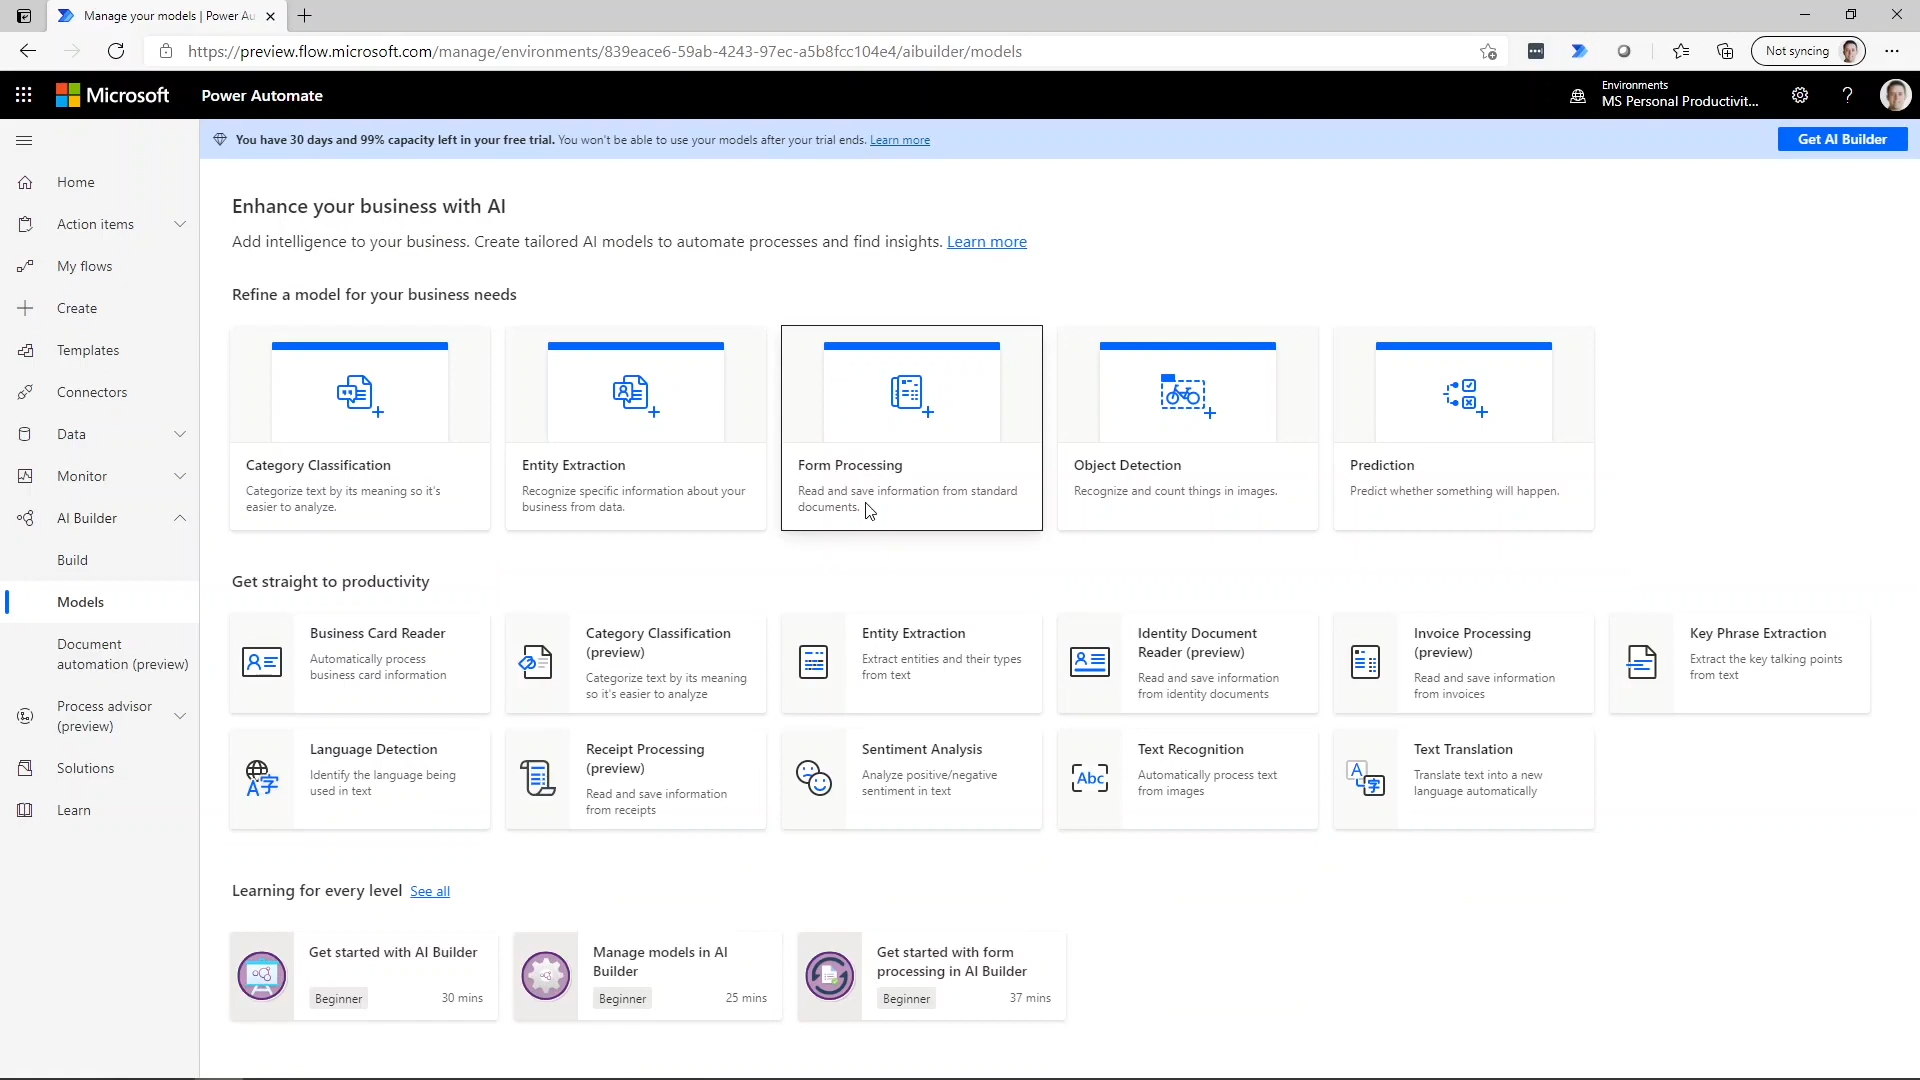 Manage your models | Power Au
https://preview.flow.microsoft.com/manage/environments/839eace6-59ab-4243-97ec-a5b8fcc104e4/aibuilder/models
Not syncing
Microsoft
Power Automate
Environments
MS Personal Productivit...
You have 30 days and 99% capacity left in your free trial. You won't be able to use your models after your trial ends. Learn more
Get AI Builder
Home
Action items
My flows
Create
Templates
Connectors
Data
Monitor
AI Builder
Build
Models
Document
automation (preview)
Process advisor
(preview)
Solutions
Learn
Enhance your business with AI
Add intelligence to your business. Create tailored AI models to automate processes and find insights. Learn more
Refine a model for your business needs
Category Classification
Categorize text by its meaning so it's
easier to analyze.
Entity Extraction
Recognize specific information about your
business from data.
Form Processing
Read and save information from standard
documents.
Object Detection
Recognize and count things in images.
Prediction
Predict whether something will happen.
Get straight to productivity
Business Card Reader
Automatically process
business card information
Category Classification
(preview)
Categorize text by its meaning
so it's easier to analyze
Entity Extraction
Extract entities and their types
from text
Identity Document
Reader (preview)
Read and save information
from identity documents
Invoice Processing
(preview)
Read and save information
from invoices
Key Phrase Extraction
Extract the key talking points
from text
A字
Language Detection
Identify the language being
used in text
Receipt Processing
(preview)
Read and save information
from receipts
Sentiment Analysis
Analyze positive/negative
sentiment in text
Abc
Text Recognition
Automatically process text
from images
A
字
Text Translation
Translate text into a new
language automatically
Learning for every level See all
Get started with AI Builder
Beginner
30 mins
Manage models in AI
Builder
Beginner
25 mins
Get started with form
processing in AI Builder
Beginner
37 mins